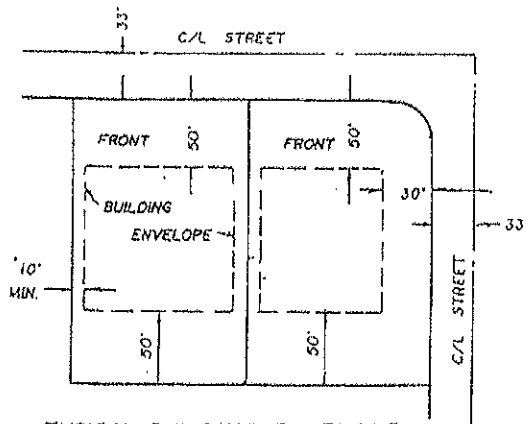 33'
C/L STREET
FRONT
50'
FRONT
50'
BUILDING
ENVELOPE
30'
33
'10'
MIN.
50'
50'
C/L STREET